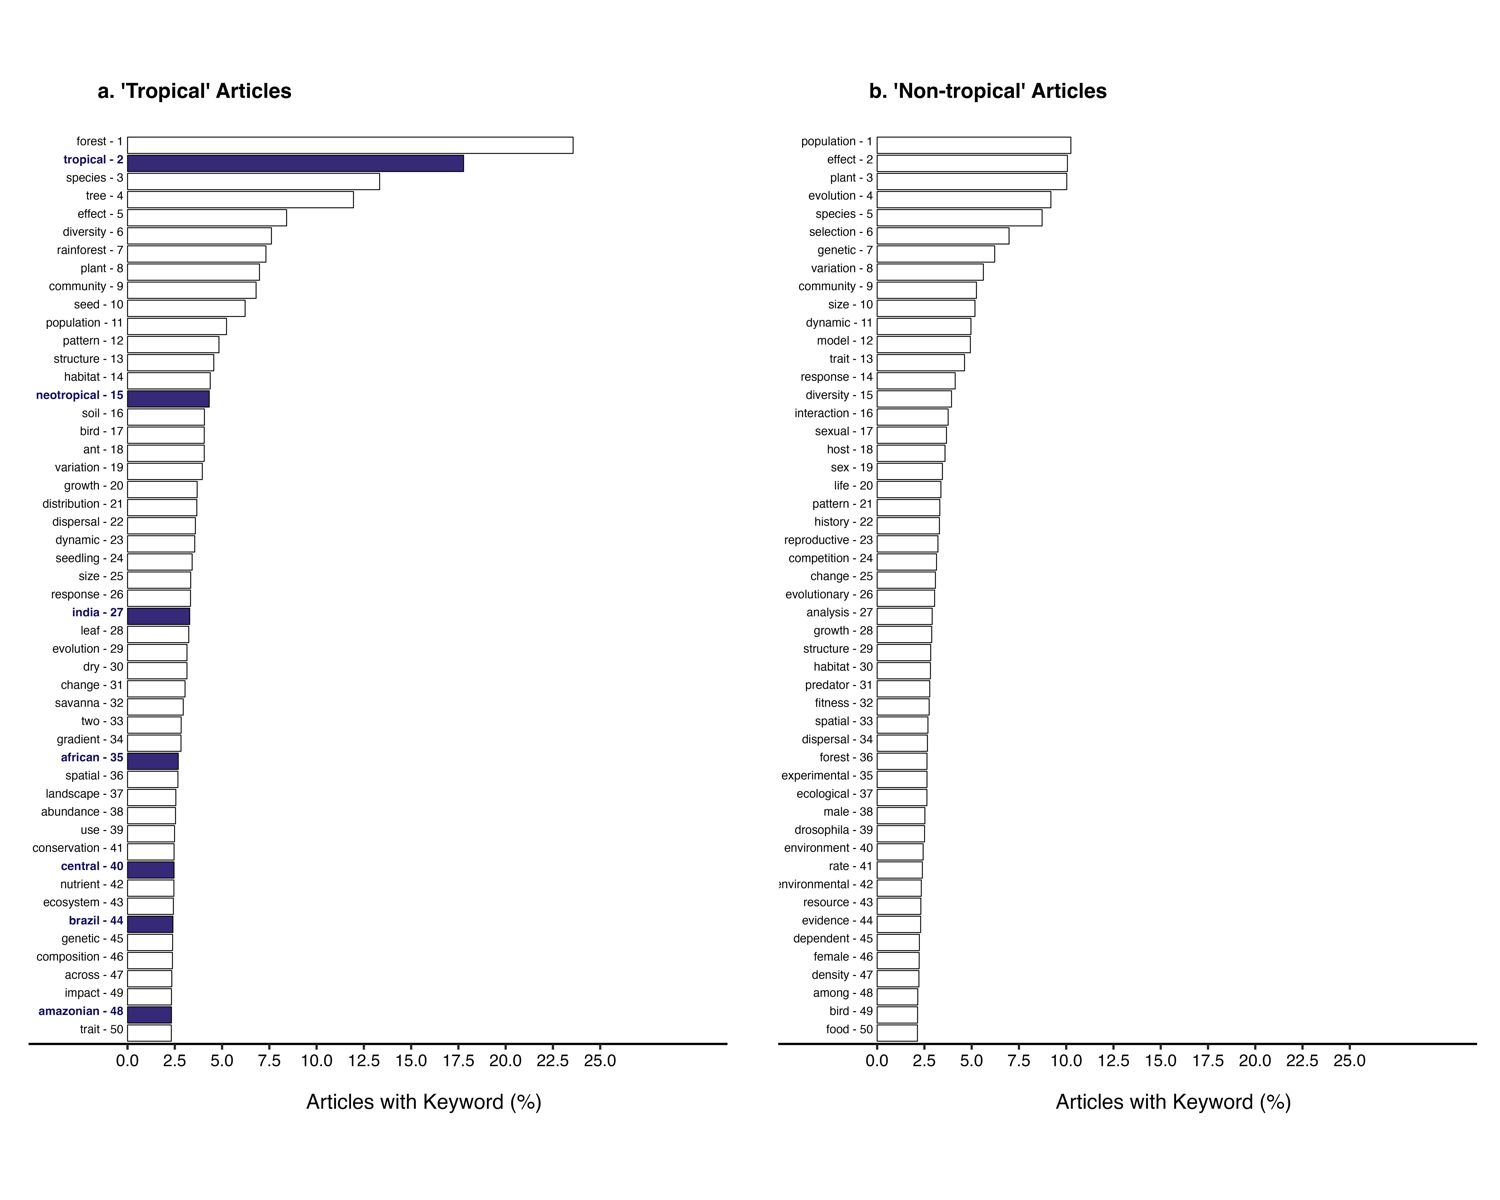 a. 'Tropical' Articles
forest - 1
tropical - 2
species - 3
tree - 4
effect - 5
diversity - 6
rainforest - 7
plant - 8
community - 9
seed - 10
population - 11
pattern - 12
structure - 13
habitat - 14
neotropical - 15
soil - 16
bird - 17
ant - 18
variation - 19
growth - 20
distribution - 21
dispersal - 22
dynamic - 23
seedling - 24
size - 25
response - 26
india - 27
leaf - 28
evolution - 29
dry - 30
change - 31
savanna - 32
two - 33
gradient - 34
african - 35
spatial - 36
landscape - 37
abundance - 38
use - 39
conservation - 41
central - 40
nutrient - 42
ecosystem - 43
brazil - 44
genetic - 45
composition - 46
across - 47
impact - 49
amazonian - 48
trait - 50
0.0 2.5 5.0 7.5 10.0 12.5 15.0 17.5 20.0 22.5 25.0
Articles with Keyword (%)
b. 'Non-tropical' Articles
population - 1
effect - 2
plant - 3
evolution - 4
species - 5
selection - 6
genetic - 7
variation - 8
community - 9
size - 10
dynamic - 11
model - 12
trait - 13
response - 14
diversity - 15
interaction - 16
sexual - 17
host - 18
sex - 19
life - 20
pattern - 21
history - 22
reproductive - 23
competition - 24
change - 25
evolutionary - 26
analysis - 27
growth - 28
structure - 29
habitat - 30
predator - 31
fitness - 32
spatial - 33
dispersal - 34
forest - 36
experimental - 35
ecological - 37
male - 38
drosophila - 39
environment - 40
rate - 41
nvironmental - 42
resource - 43
evidence - 44
dependent - 45
female - 46
density - 47
among - 48
bird - 49
food - 50
0.0 2.5 5.0 7.5 10.0 12.5 15.0 17.5 20.0 22.5 25.0
Articles with Keyword (%)